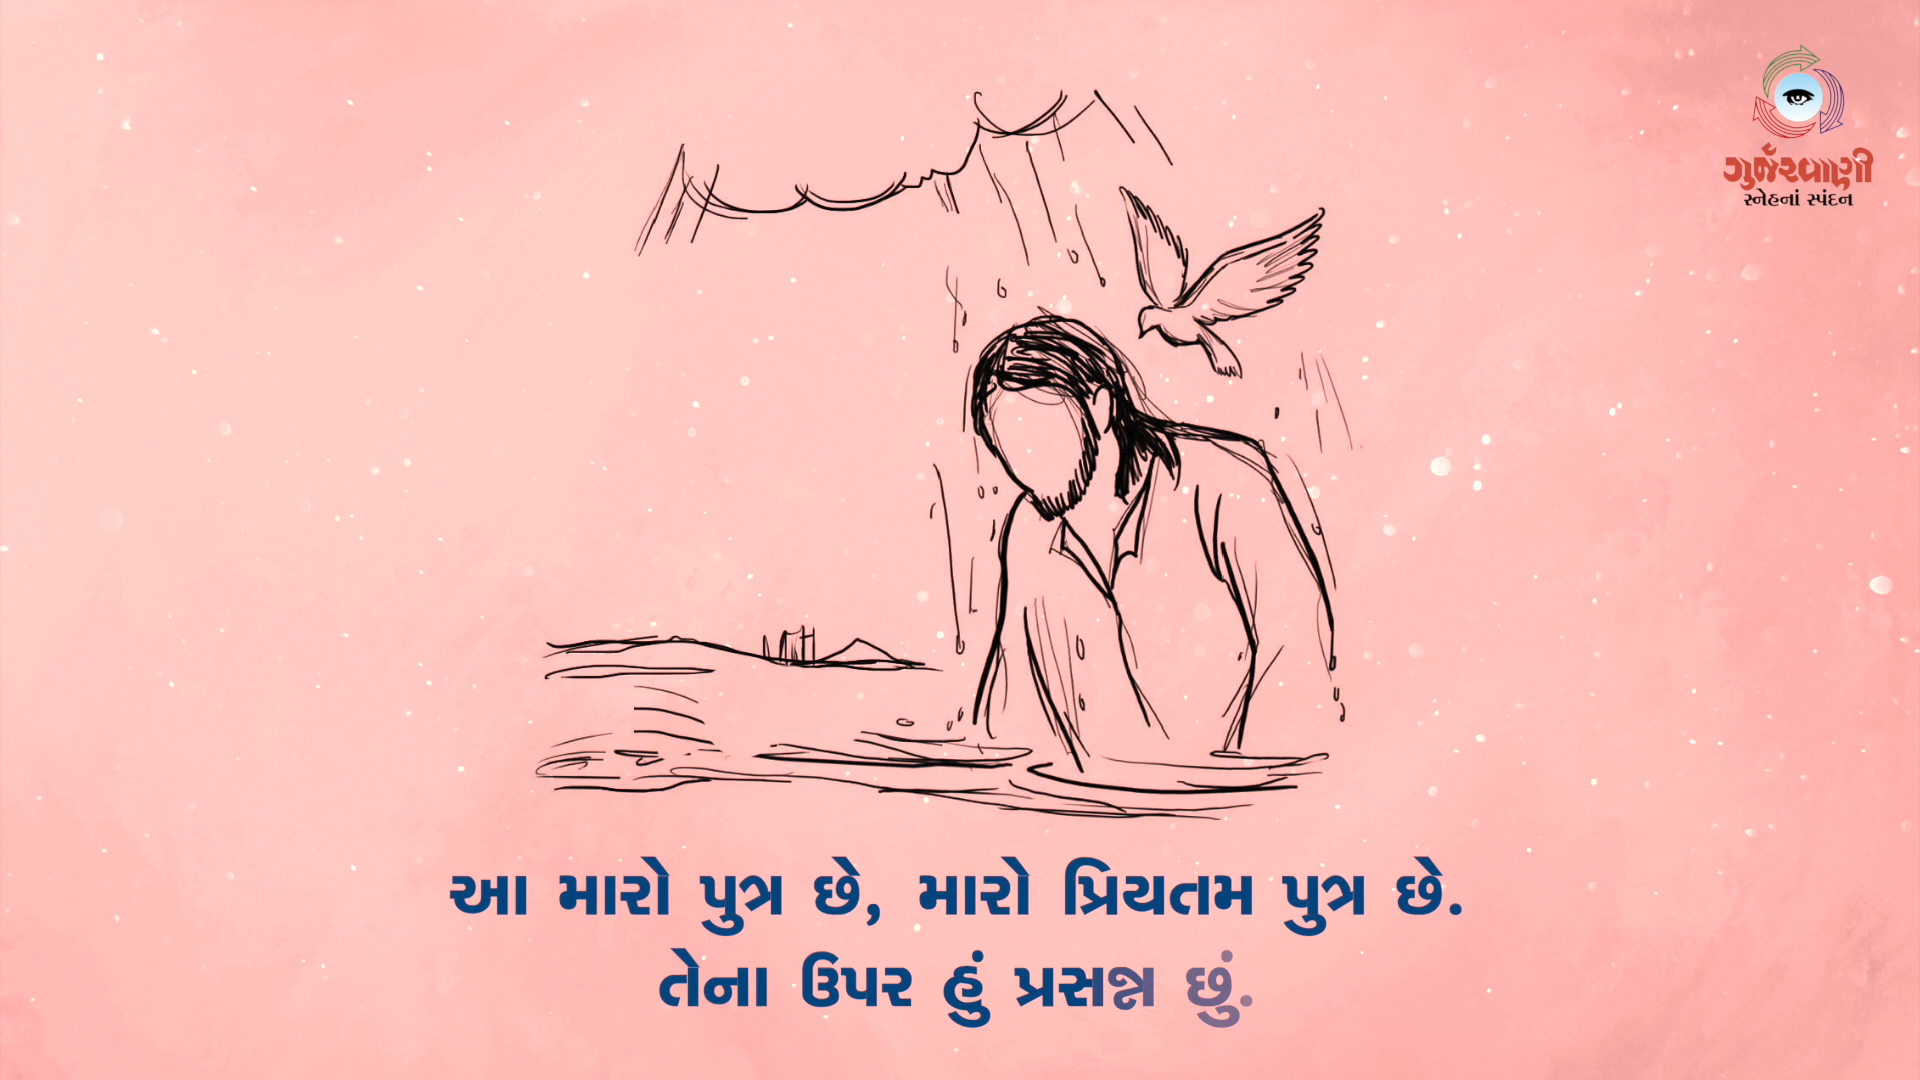 ગુર્જરવાણી
સ્નેહનાં સ્પંદન
આ મારો પુત્ર છે, મારો પ્રિયતમ પુત્ર છે.
તેના ઉપર હું પ્રસન્ન છું.